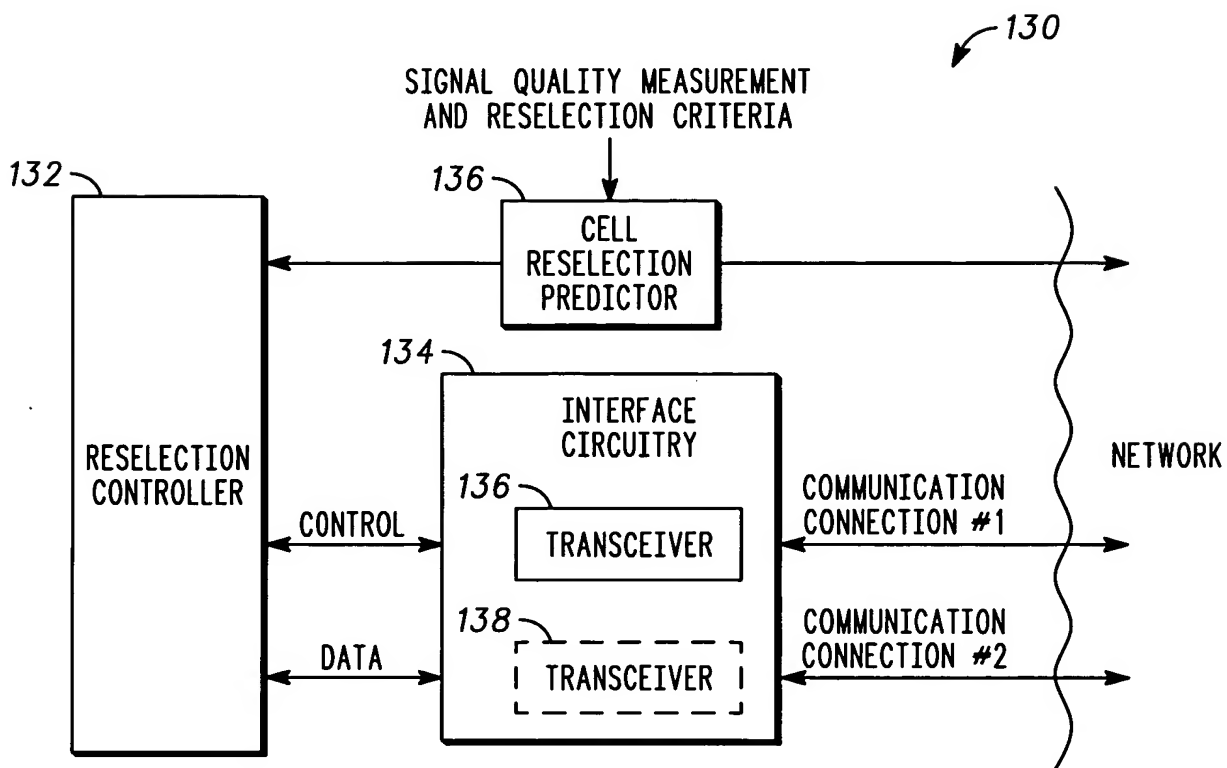 130
SIGNAL QUALITY MEASUREMENT
AND RESELECTION CRITERIA
132
136
CELL
RESELECTION
PREDICTOR
134
INTERFACE
CIRCUITRY
RESELECTION
CONTROLLER
NETWORK
136
COMMUNICATION
CONNECTION #1
CONTROL
TRANSCEIVER
138
COMMUNICATION
CONNECTION #2
DATA
TRANSCEIVER